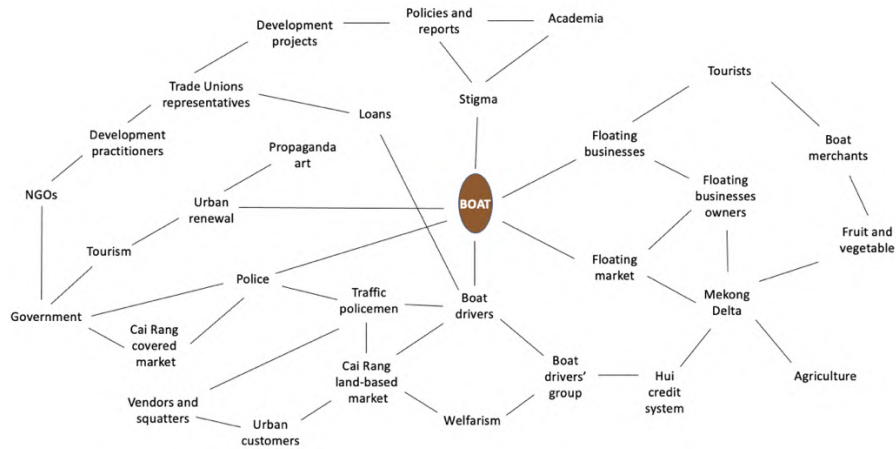 Policies and
reports
Academia
Development
projects
Tourists
Trade Unions
representatives
Stigma
Loans
Development
practitioners
Floating
businesses
Boat
merchants
Propaganda
art
NGOs
Floating
businesses
owners
BOAT
Urban
renewal
Fruit and
vegetable
Tourism
Floating
market
Police
Mekong
Delta
Traffic
policemen
Boat
drivers
Government
Cai Rang
covered
market
Cai Rang
land-based
market
Boat
drivers'
group
Hui
credit
system
Agriculture
Vendors and
squatters
Urban
customers
Welfarism